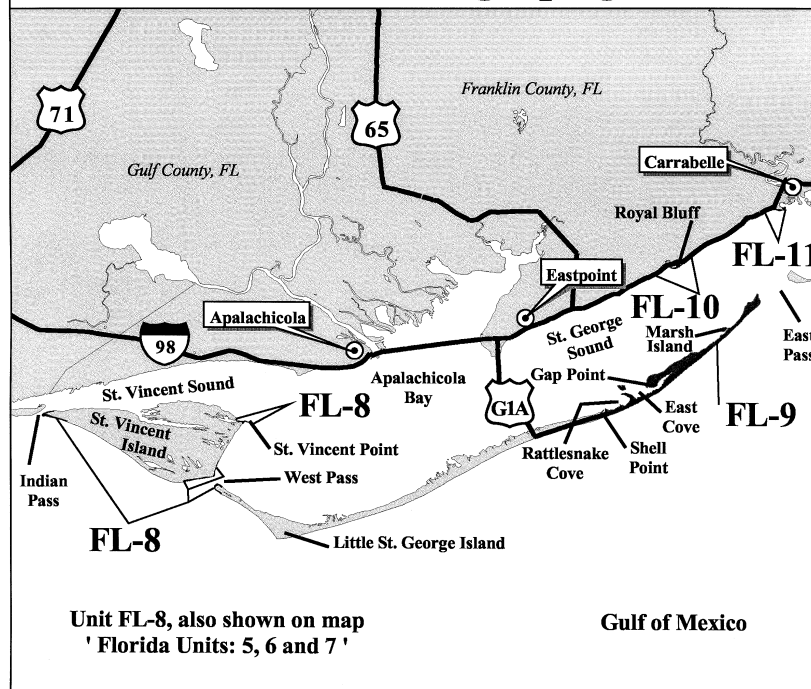 Franklin County, FL
71
65
Carrabelle
Gulf County, FL
Royal Bluff
FL-11
Eastpoint
FL-10
Apalachicola
98
St. George
Sound
Marsh
Island
East
Pass
Apalachicola
Bay
Gap Point
St. Vincent Sound
FL-8
G1A
East
Cove
FL-9
St. Vincent
Island
St. Vincent Point
Rattlesnake
Cove
Shell
Point
Indian
Pass
West Pass
FL-8
Little St. George Island
Unit FL-8, also shown on map
' Florida Units: 5, 6 and 7 '
Gulf of Mexico